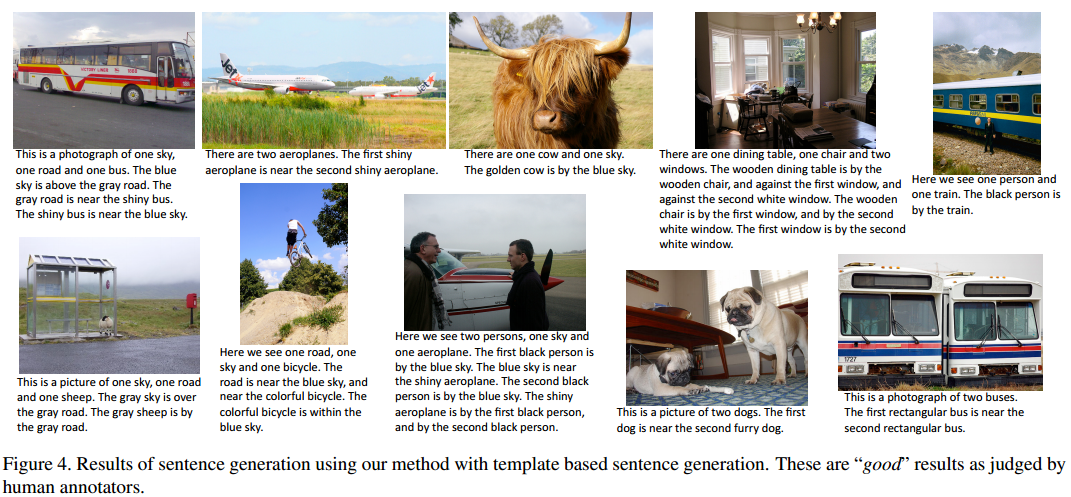 VICTORY LINER
1080
Jet
This is a photograph of one sky,
one road and one bus. The blue
sky is above the gray road. The
gray road is near the shiny bus.
The shiny bus is near the blue sky.
There are two aeroplanes. The first shiny
aeroplane is near the second shiny aeroplane.
There are one cow and one sky.
The golden cow is by the blue sky.
There are one dining table, one chair and two
windows. The wooden dining table is by the
wooden chair, and against the first window, and
against the second white window. The wooden
chair is by the first window, and by the second
white window. The first window is by the second
white window.
Here we see one person and
one train. The black person is
by the train.
This is a picture of one sky, one road
and one sheep. The gray sky is over
the gray road. The gray sheep is by
the gray road.
Here we see one road, one
sky and one bicycle. The
road is near the blue sky, and
near the colorful bicycle. The
colorful bicycle is within the
blue sky.
Here we see two persons, one sky and
one aeroplane. The first black person is
by the blue sky. The blue sky is near
the shiny aeroplane. The second black
person is by the blue sky. The shiny
aeroplane is by the first black person,
and by the second black person.
This is a picture of two dogs. The first
dog is near the second furry dog.
1727
This is a photograph of two buses.
The first rectangular bus is near the
second rectangular bus.
Figure 4. Results of sentence generation using our method with template based sentence generation. These are “good” results as judged by
human annotators.